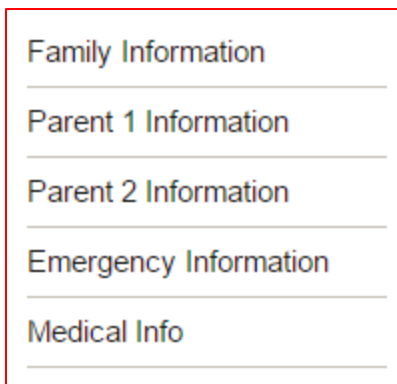 Family Information
Parent 1 Information
Parent 2 Information
Emergency Information
Medical Info